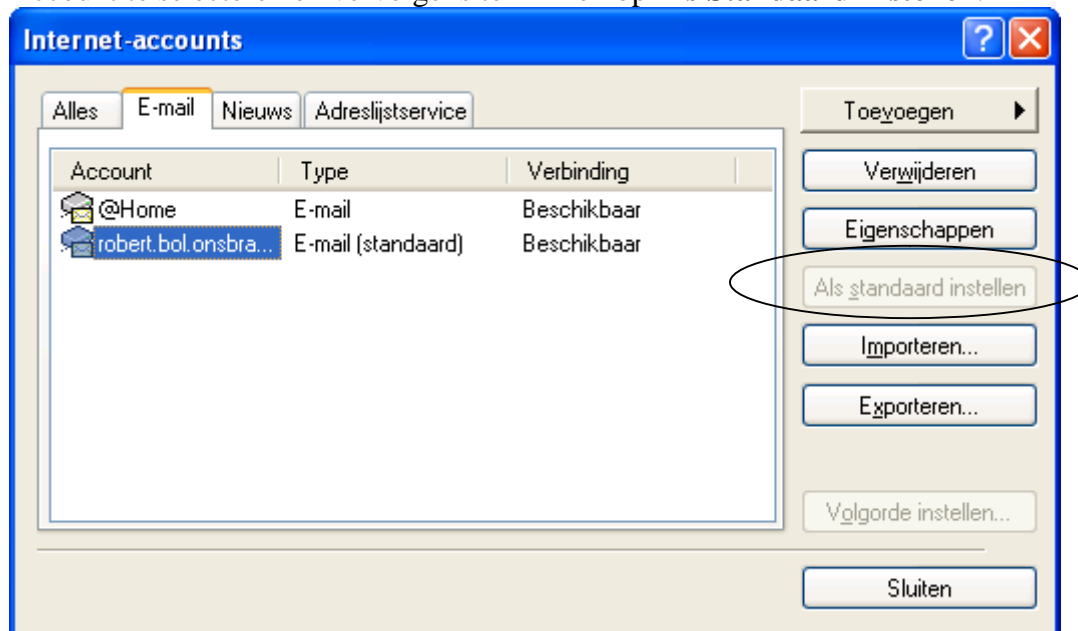 Internet-accounts
Alles E-mail Nieuws Adreslijstservice
Toevoegen
Account Type Verbinding
Verwijderen
@Home E-mail Beschikbaar
robert.bol.onsbra... E-mail (standaard) Beschikbaar
Eigenschappen
Als standaard instellen
Importeren...
Exporteren...
Volgorde instellen...
Sluiten